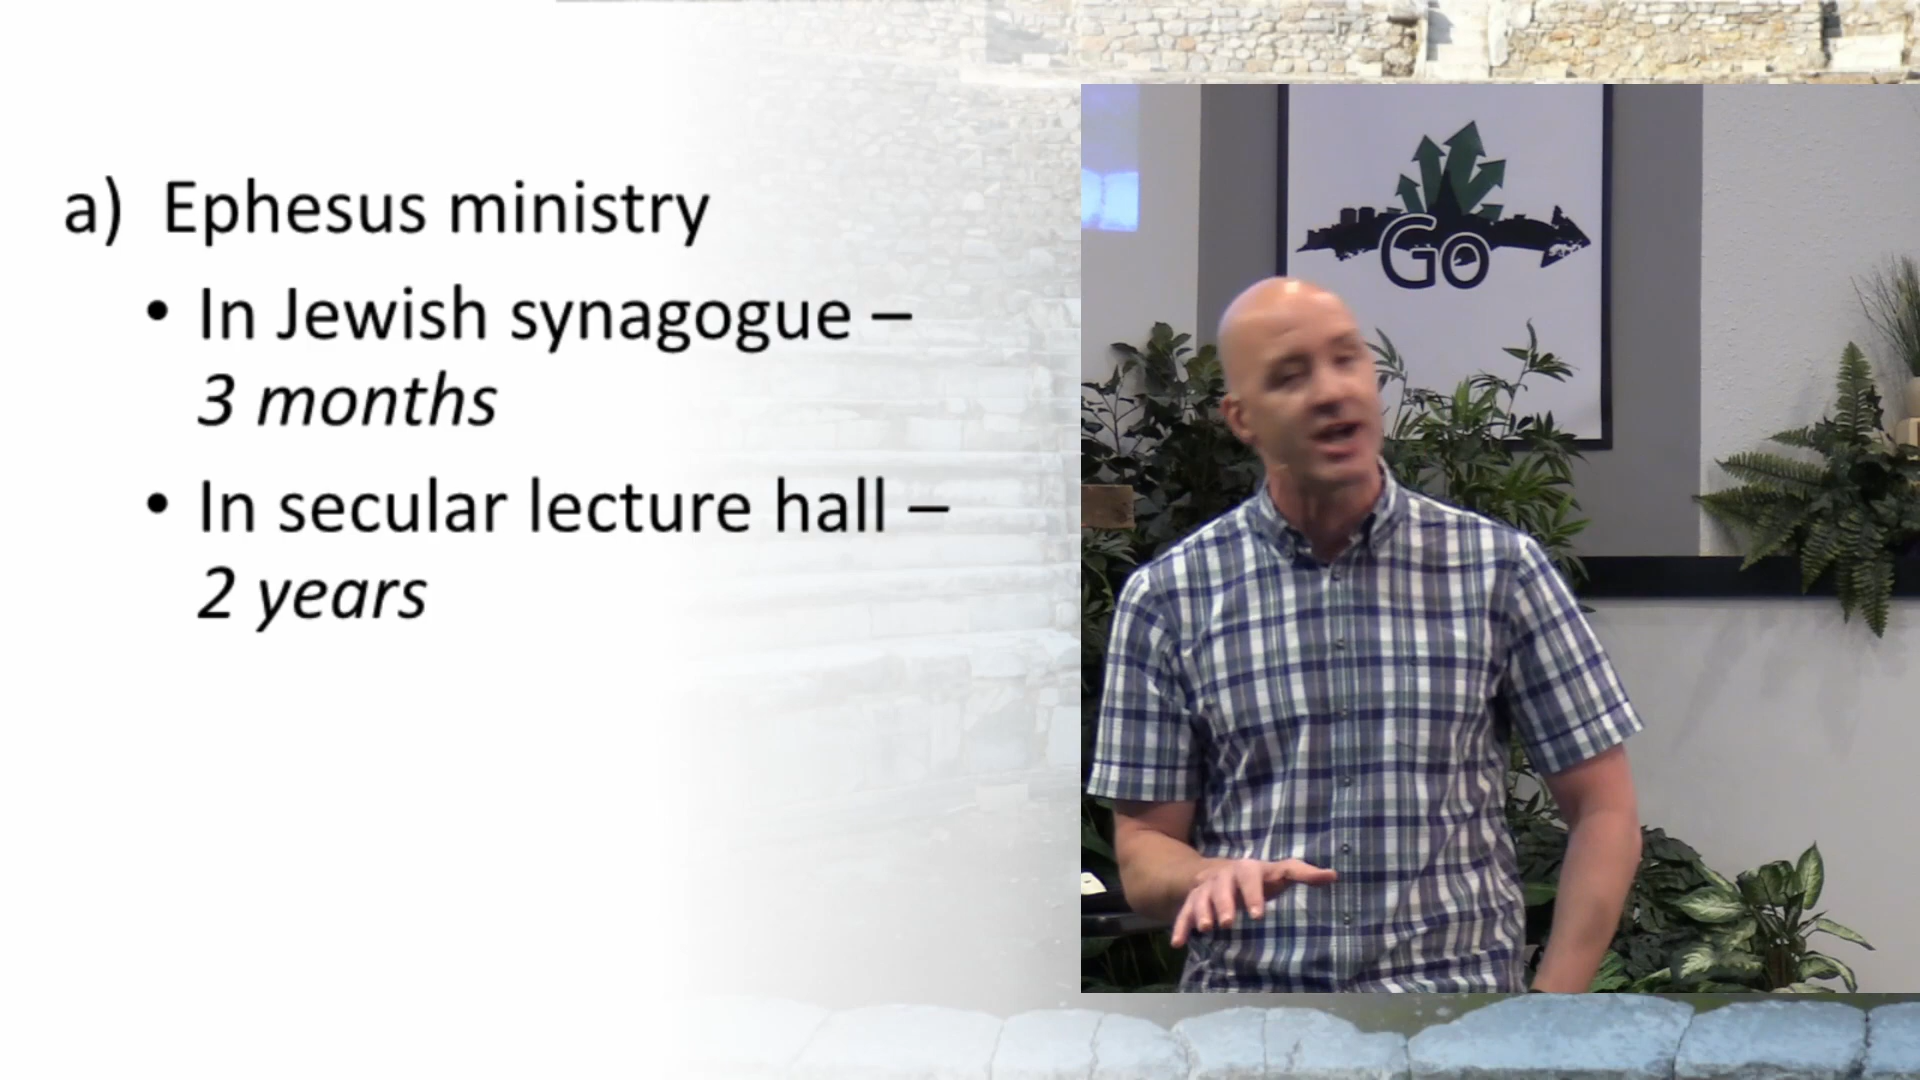 a) Ephesus ministry
• In Jewish synagogue –
3 months
• In secular lecture hall –
2 years
Go